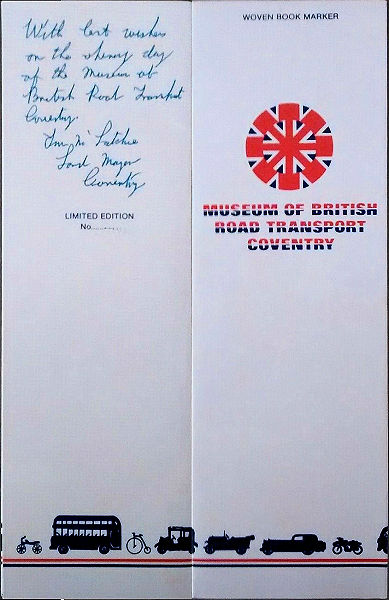 With best wishes
on the opening day
of the Museum of
British Road Transport
Coventry.
Lord Mayor
Coventry
LIMITED EDITION
No..........
WOVEN BOOK MARKER
MUSEUM OF BRITISH
ROAD TRANSPORT
COVENTRY